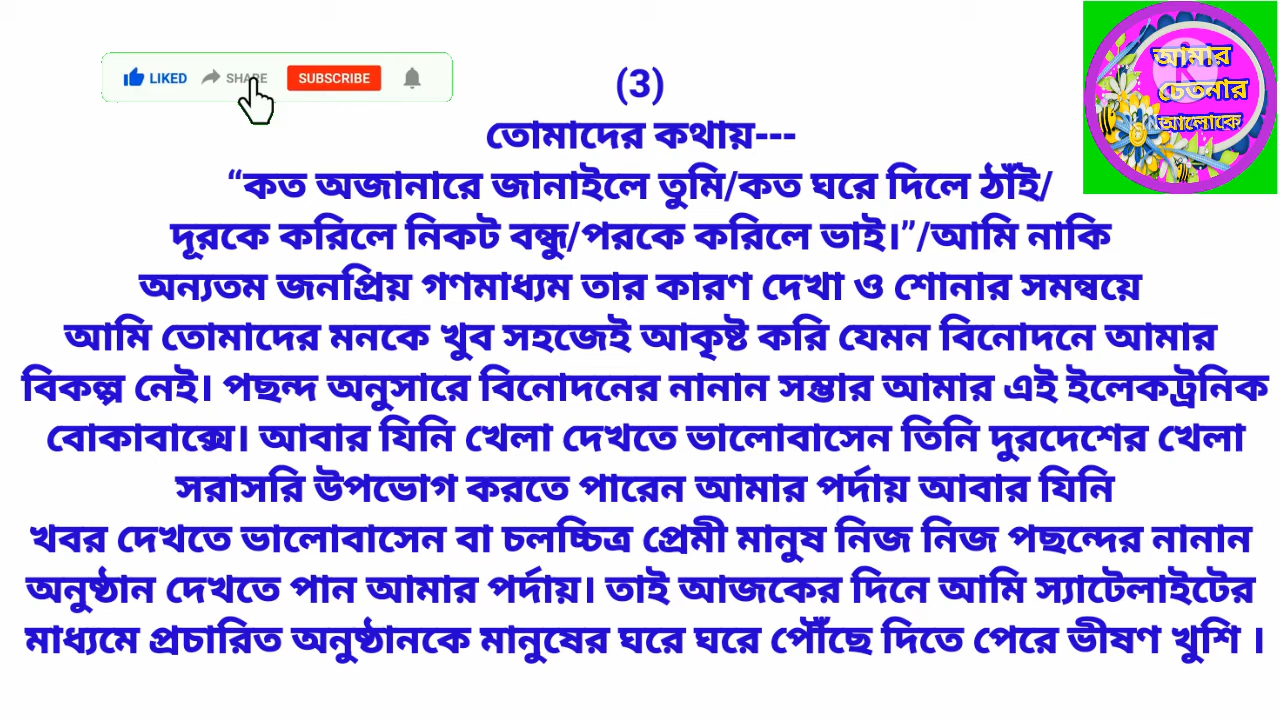 LIKED SHARE SUBSCRIBE
আমার
চেতনার
আলোকে
(3)
তোমাদের কথায়---
“কত অজানারে জানাইলে তুমি/কত ঘরে দিলে ঠাঁই/
দূরকে করিলে নিকট বন্ধু/পরকে করিলে ভাই।”/আমি নাকি
অন্যতম জনপ্রিয় গণমাধ্যম তার কারণ দেখা ও শোনার সমন্বয়ে
আমি তোমাদের মনকে খুব সহজেই আকৃষ্ট করি যেমন বিনোদনে আমার
বিকল্প নেই। পছন্দ অনুসারে বিনোদনের নানান সম্ভার আমার এই ইলেকট্রনিক
বোকাবাক্সে। আবার যিনি খেলা দেখতে ভালোবাসেন তিনি দুরদেশের খেলা
সরাসরি উপভোগ করতে পারেন আমার পর্দায় আবার যিনি
খবর দেখতে ভালোবাসেন বা চলচ্চিত্র প্রেমী মানুষ নিজ নিজ পছন্দের নানান
অনুষ্ঠান দেখতে পান আমার পর্দায়। তাই আজকের দিনে আমি স্যাটেলাইটের
মাধ্যমে প্রচারিত অনুষ্ঠানকে মানুষের ঘরে ঘরে পৌঁছে দিতে পেরে ভীষণ খুশি ।